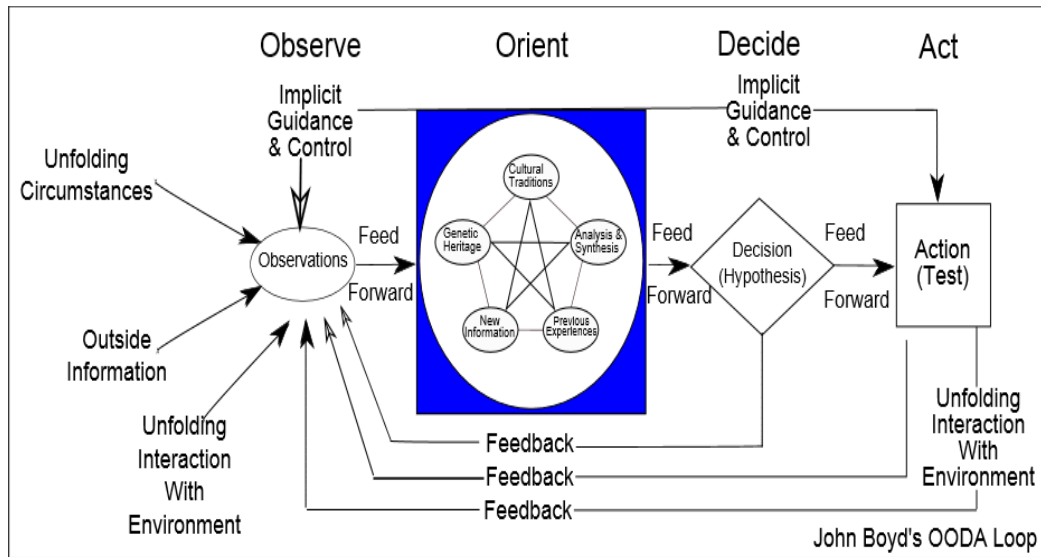 Observe
Orient
Decide
Act
Implicit
Guidance
& Control
Implicit
Guidance
& Control
Unfolding
Circumstances
Observations
Outside
Information
Unfolding
Interaction
With
Environment
Feed
Forward
Cultural
Traditions
Genetic
Heritage
Analysis &
Synthesis
New
Information
Previous
Experiences
Feed
Forward
Decision
(Hypothesis)
Feed
Forward
Action
(Test)
Unfolding
Interaction
With
Environment
Feedback
Feedback
Feedback
John Boyd's OODA Loop